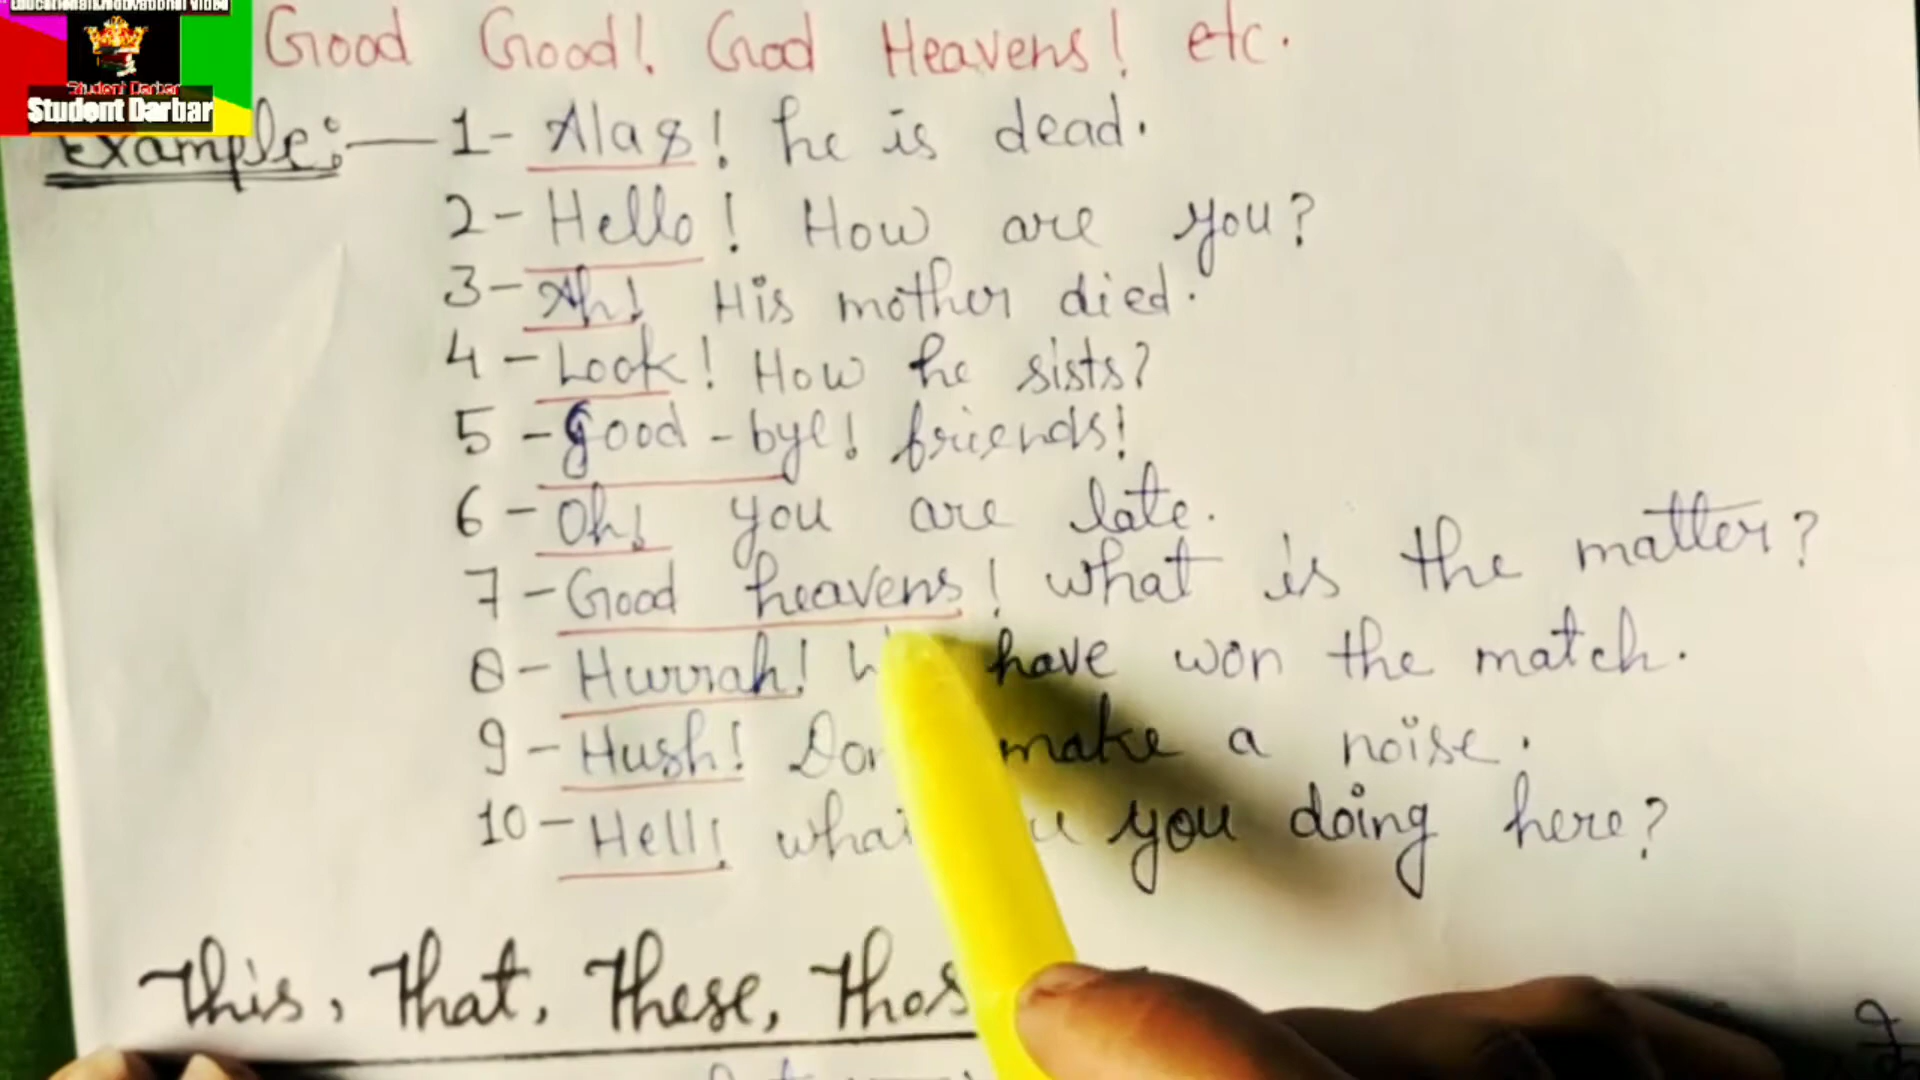 Educational&motivational video
Student Darbar
Student Darbar
Good Good! God Heavens! etc.
Example:— 1- Alas! he is dead.
2- Hello! How are you?
3- Ah! His mother died.
4- Look! How he sists?
5- good-bye! friends!
6- Oh! you are late.
7- Good heavens! what is the matter?
8- Hurrah! have won the match.
9- Hush! make a noise.
10- Hell! you doing here?
This, That, These,